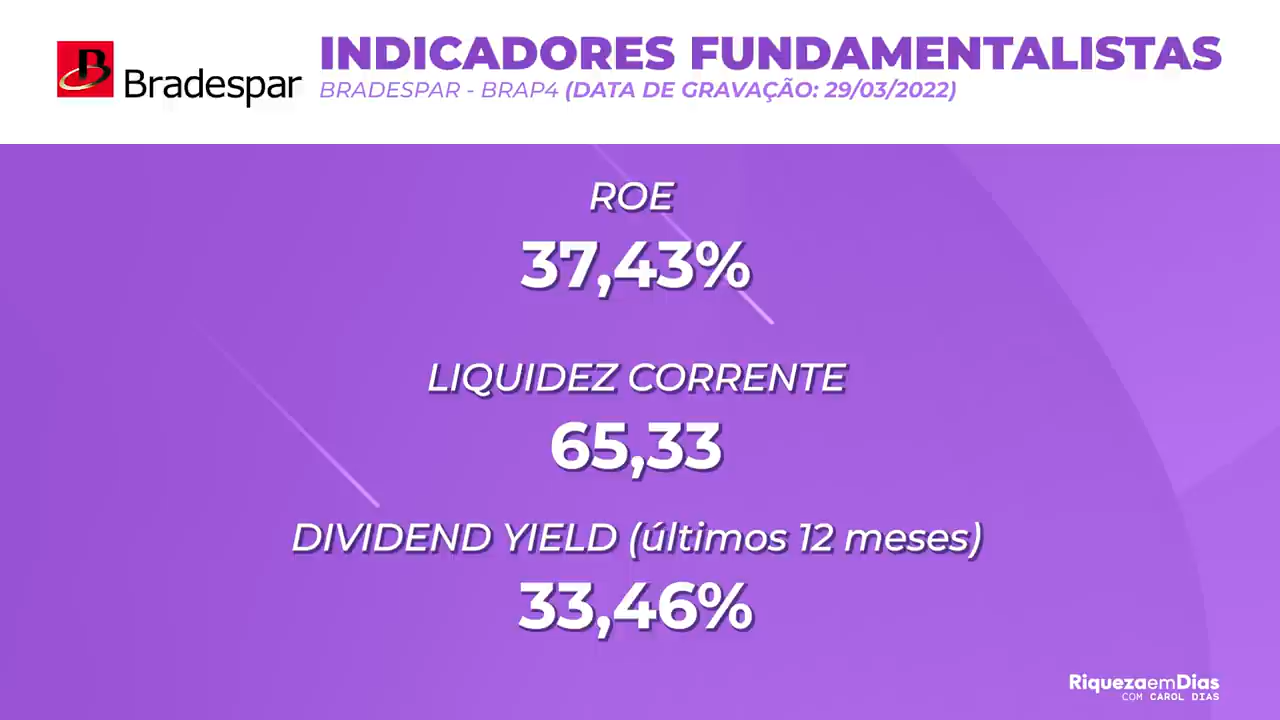 Bradespar
INDICADORES FUNDAMENTALISTAS
BRADESPAR - BRAP4 (DATA DE GRAVAÇÃO: 29/03/2022)
ROE
37,43%
LIQUIDEZ CORRENTE
65,33
DIVIDEND YIELD (últimos 12 meses)
33,46%
RiquezaemDias
COM CAROL DIAS